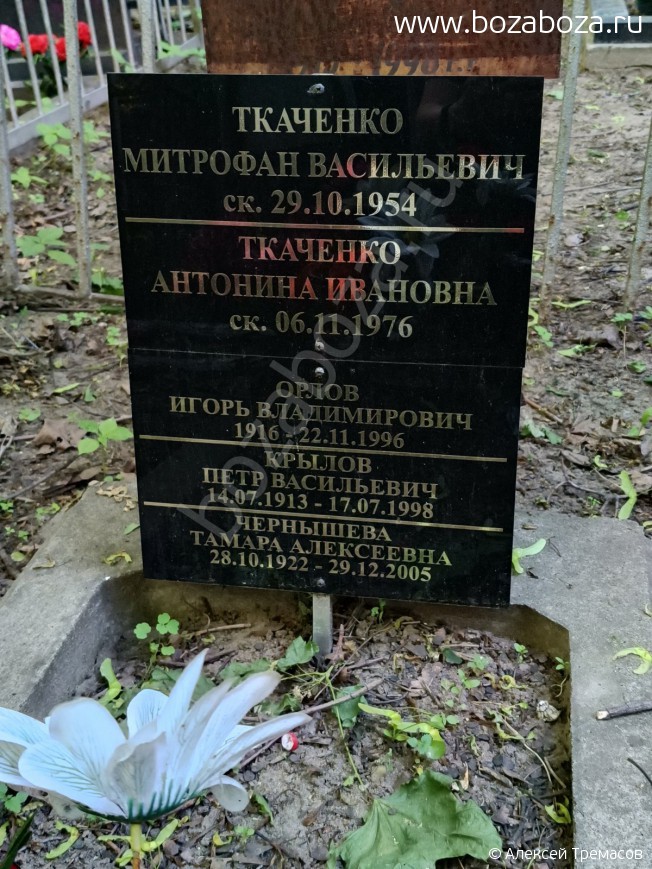 www.bozaboza.ru
ТКАЧЕНКО
МИТРОФАН ВАСИЛЬЕВИЧ
ск. 29.10.1954
ТКАЧЕНКО
АНТОНИНА ИВАНОВНА
ск. 06.11.1976
ОРЛОВ
ИГОРЬ ВЛАДИМИРОВИЧ
1916 - 22.11.1996
КРЫЛОВ
ПЕТР ВАСИЛЬЕВИЧ
14.07.1913 - 17.07.1998
ЧЕРНЫШЕВА
ТАМАРА АЛЕКСЕЕВНА
28.10.1922 - 29.12.2005
bozaboza.ru
© Алексей Тремасов